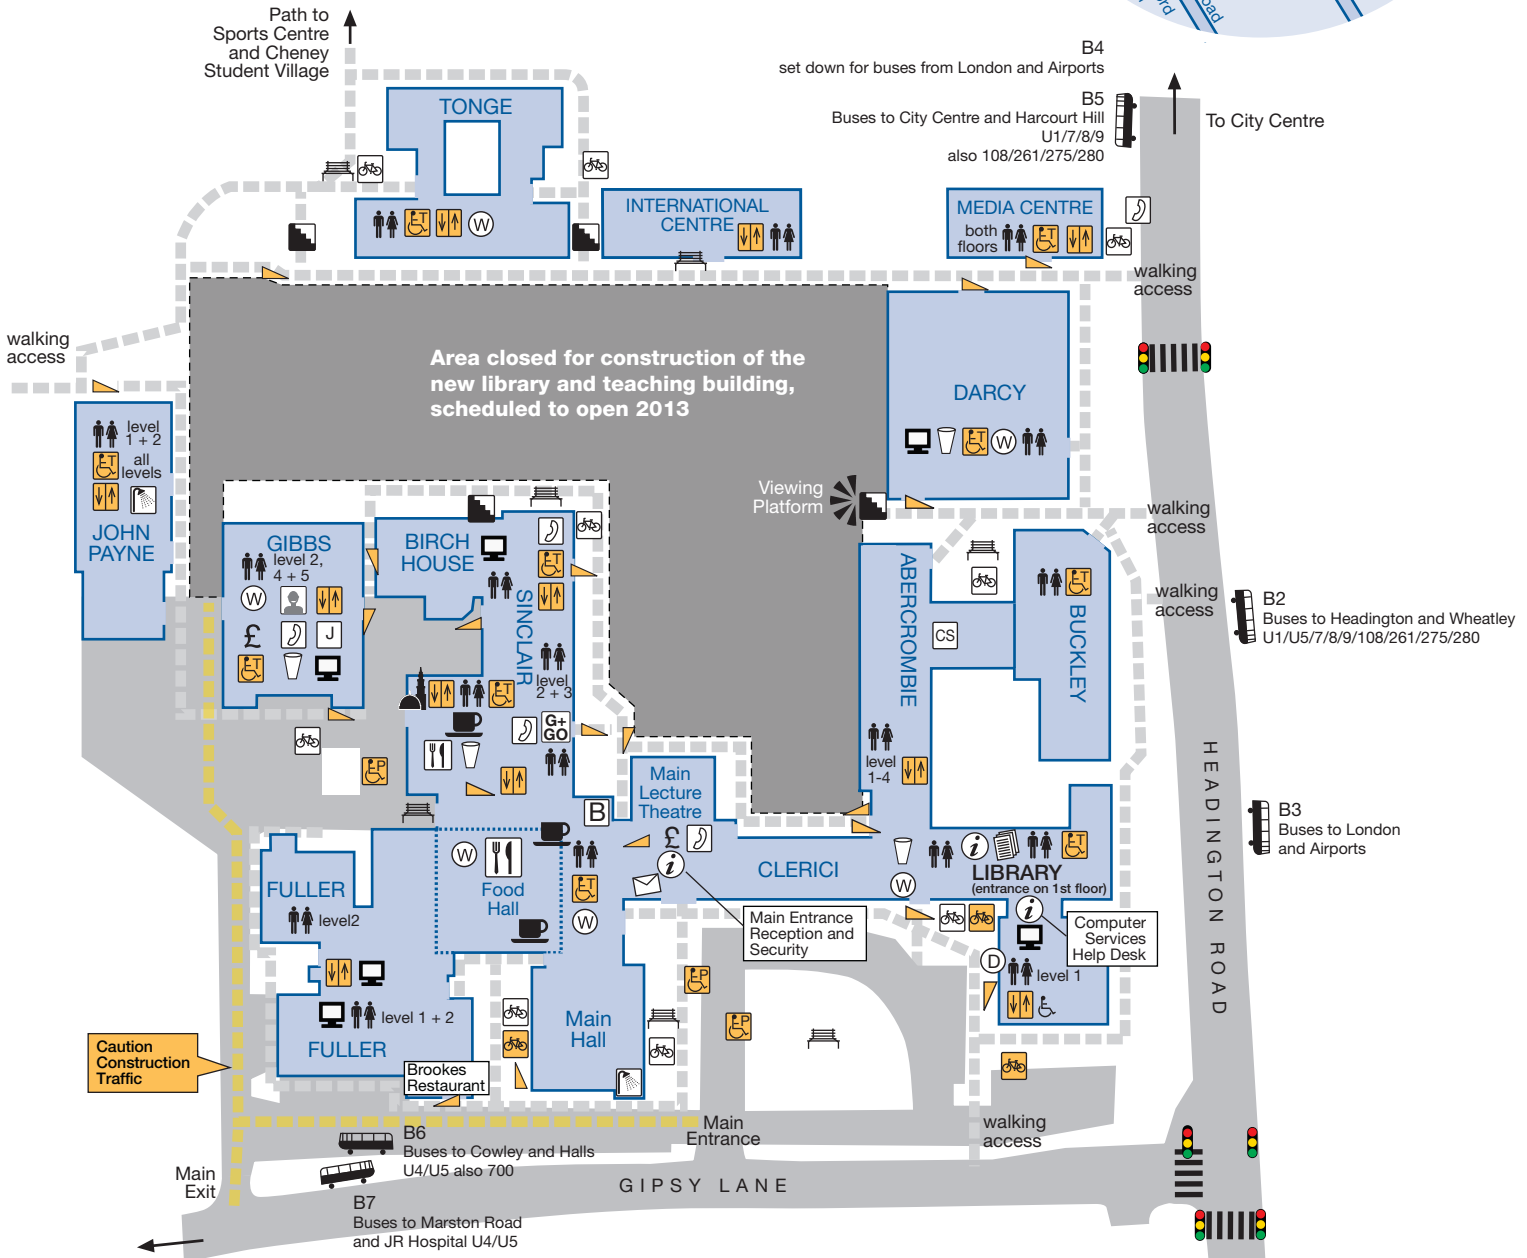 Path to
Sports Centre
and Cheney
Student Village
rd
oad
B4
set down for buses from London and Airports
B5
Buses to City Centre and Harcourt Hill
U1/7/8/9
also 108/261/275/280
To City Centre
TONGE
W
INTERNATIONAL
CENTRE
MEDIA CENTRE
both
floors
walking
access
walking
access
Area closed for construction of the
new library and teaching building,
scheduled to open 2013
DARCY
W
level
1 + 2
all
levels
JOHN
PAYNE
Viewing
Platform
walking
access
GIBBS
level 2,
4 + 5
W
£
J
BIRCH
HOUSE
SINCLAIR
level
2 + 3
G+
GO
ABERCROMBIE
CS
BUCKLEY
level
1-4
walking
access
B2
Buses to Headington and Wheatley
U1/U5/7/8/9/108/261/275/280
HEADINGTON ROAD
B3
Buses to London
and Airports
Main
Lecture
Theatre
B
£
i
CLERICI
W
i
LIBRARY
(entrance on 1st floor)
W
Food
Hall
W
FULLER
level2
Main Entrance
Reception and
Security
i
Computer
Services
Help Desk
D
level 1
level 1 + 2
FULLER
Main
Hall
Brookes
Restaurant
Caution
Construction
Traffic
Main
Entrance
walking
access
B6
Buses to Cowley and Halls
U4/U5 also 700
Main
Exit
GIPSY LANE
B7
Buses to Marston Road
and JR Hospital U4/U5